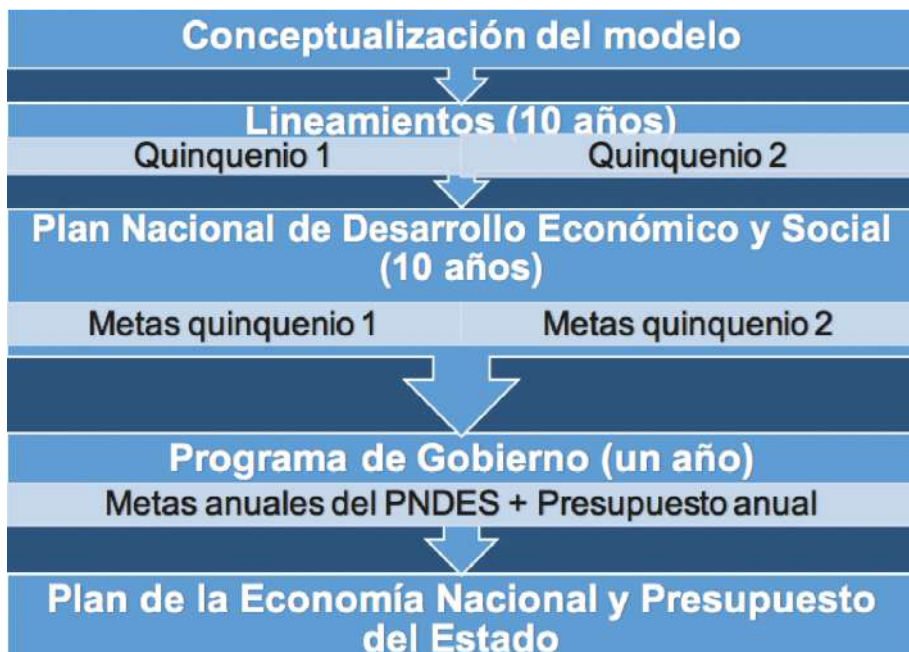 Conceptualización del modelo
Lineamientos (10 años)
Quinquenio 1 Quinquenio 2
Plan Nacional de Desarrollo Económico y Social
(10 años)
Metas quinquenio 1 Metas quinquenio 2
Programa de Gobierno (un año)
Metas anuales del PNDES + Presupuesto anual
Plan de la Economía Nacional y Presupuesto
del Estado